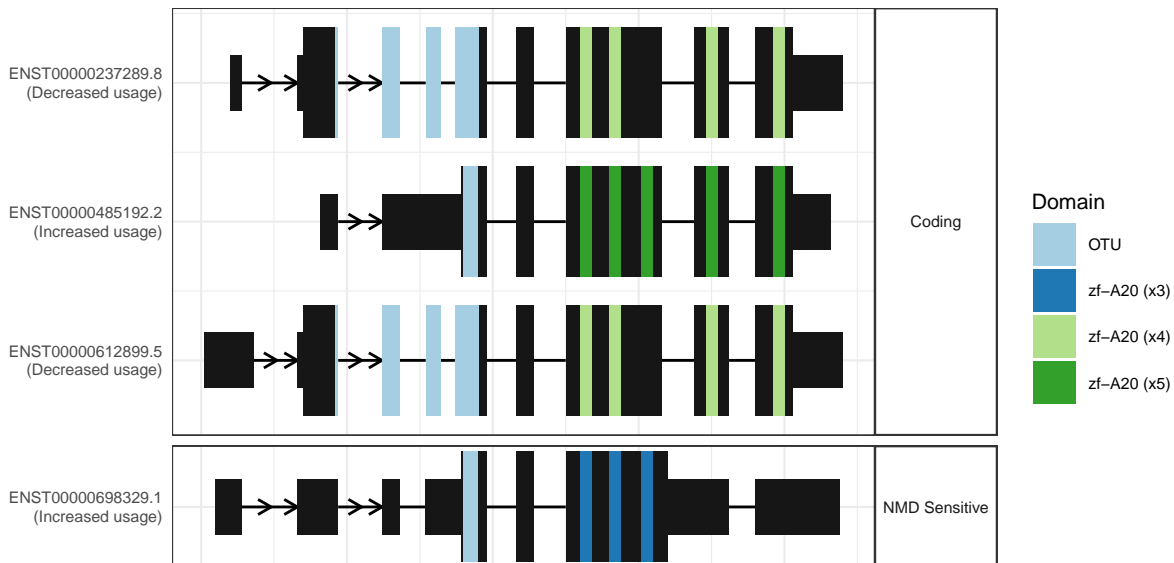 ENST00000237289.8
(Decreased usage)
ENST00000485192.2
(Increased usage)
Coding
ENST00000612899.5
(Decreased usage)
ENST00000698329.1
(Increased usage)
NMD Sensitive
Domain
OTU
zf−A20 (x3)
zf−A20 (x4)
zf−A20 (x5)